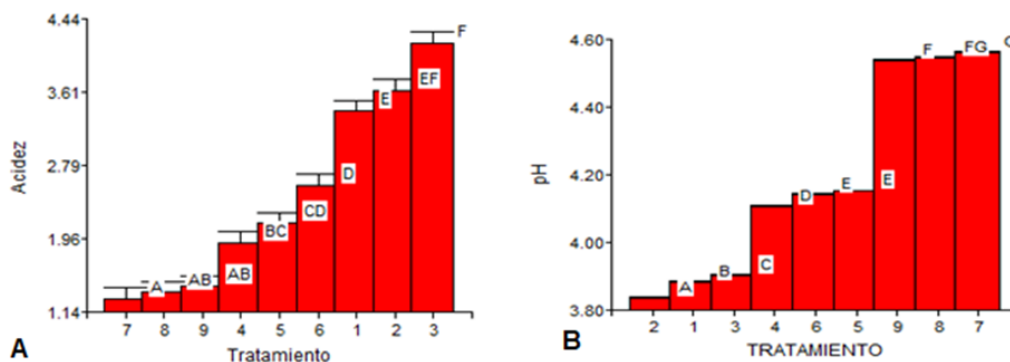 4.44
3.61
2.79
1.96
1.14
Acidez
A AB AB BC CD D E EF F
7 8 9 4 5 6 1 2 3
Tratamiento
A
4.60
4.40
4.20
4.00
3.80
pH
A B C D E E F FG
2 1 3 4 6 5 9 8 7
TRATAMIENTO
B